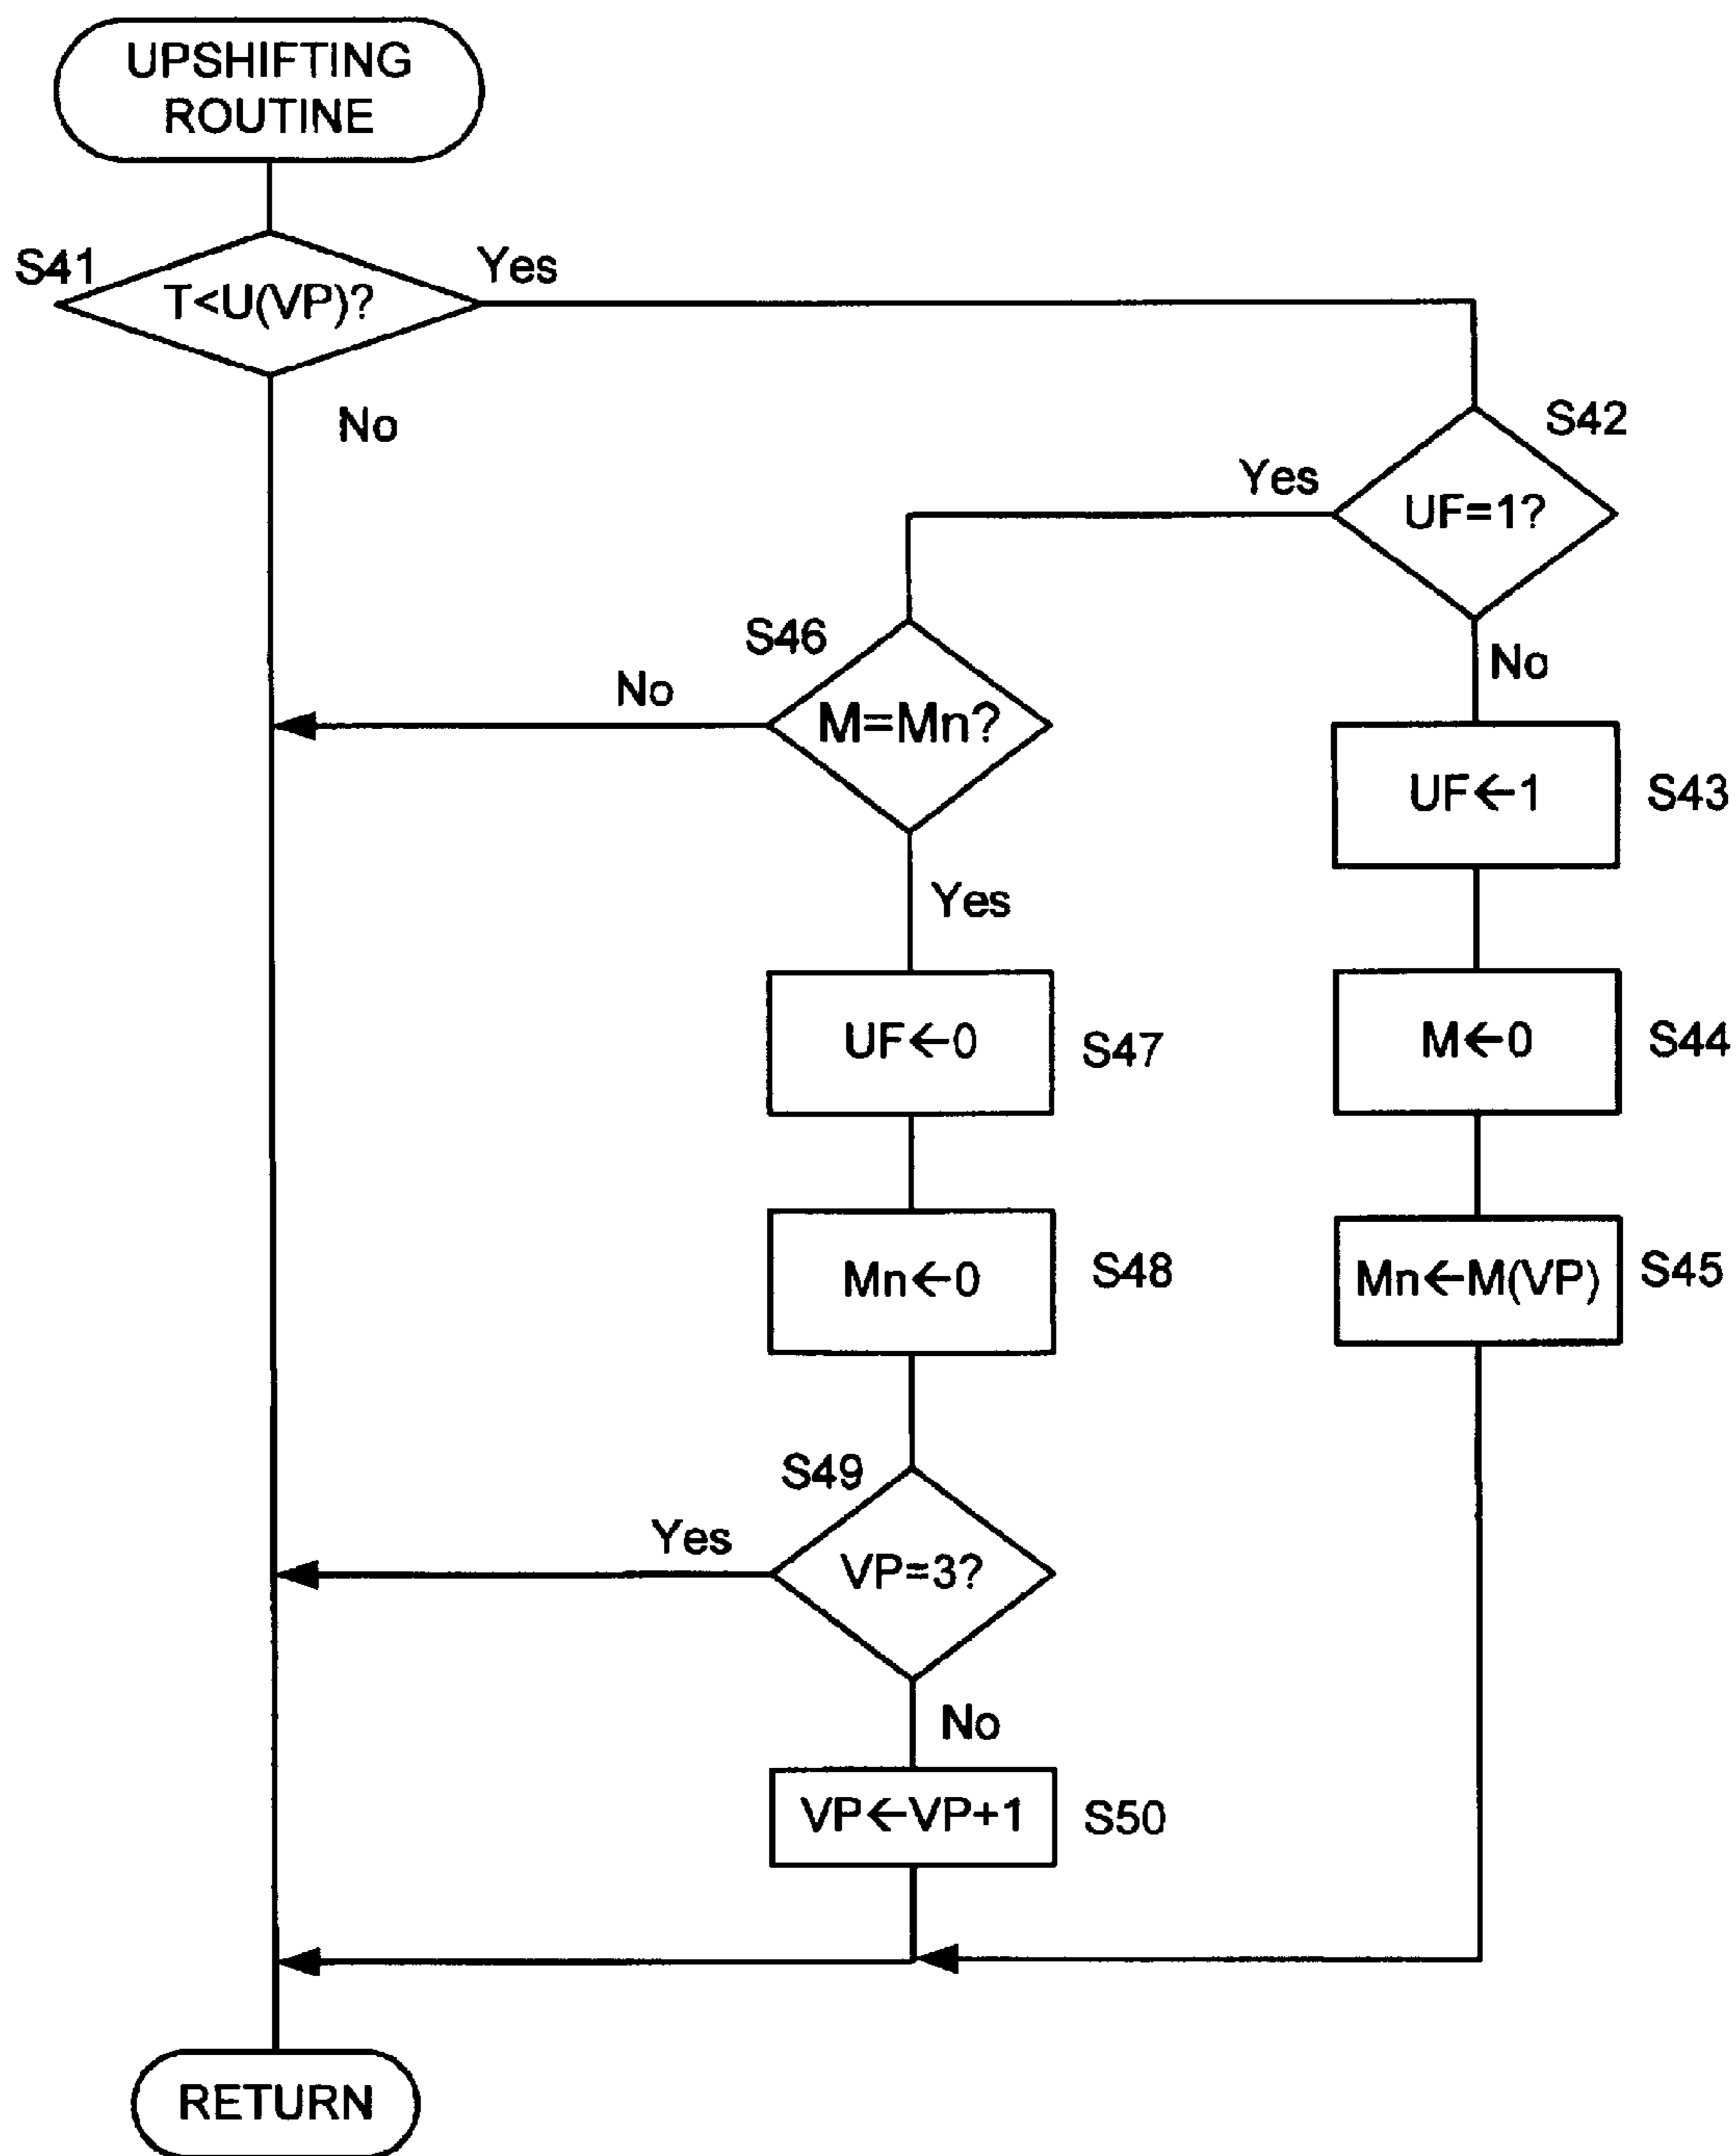 UPSHIFTING
ROUTINE
S41
T<U(VP)?
Yes
No
S42
UF=1?
Yes
No
S46
M=Mn?
No
Yes
UF←1
S43
M←0
S44
Mn←M(VP)
S45
UF←0
S47
Mn←0
S48
S49
VP=3?
Yes
No
VP←VP+1
S50
RETURN